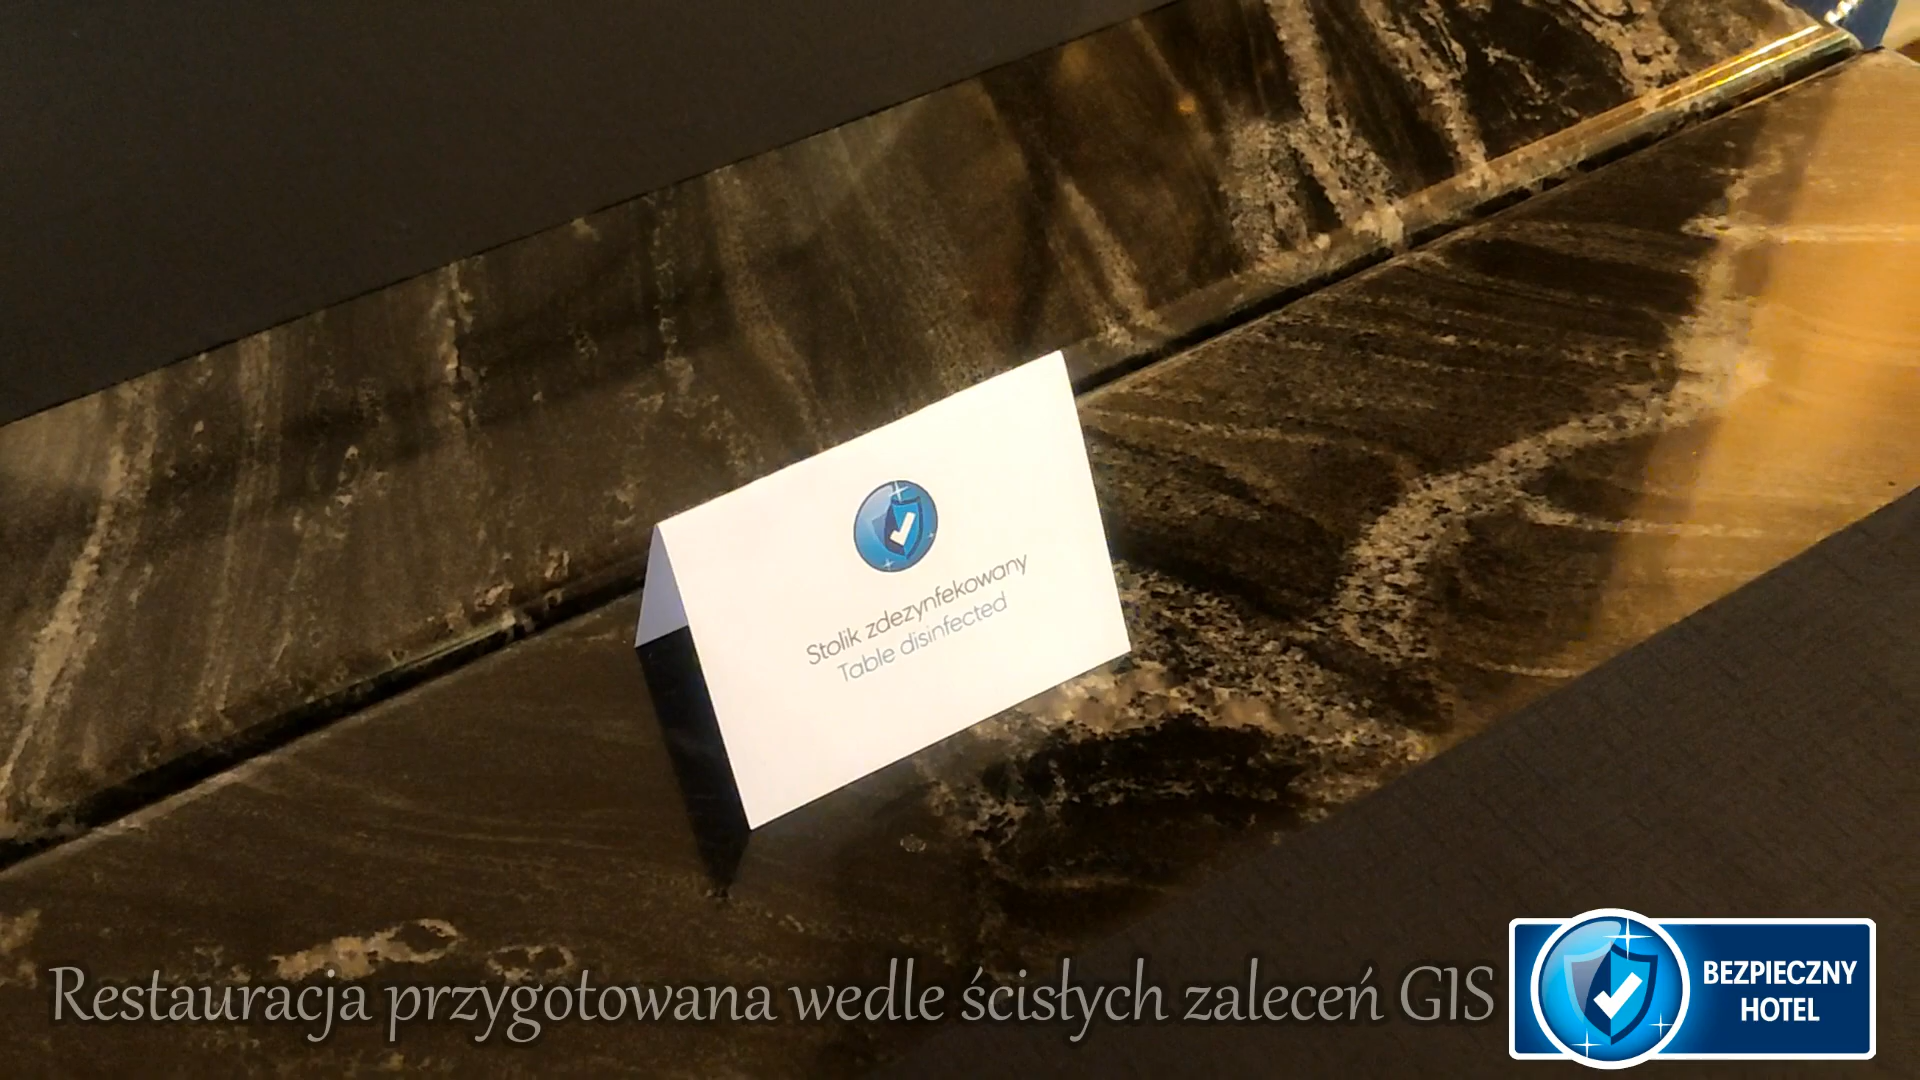 Stolik zdezynfekowany
Table disinfected
Restauracja przygotowana wedle ścisłych zaleceń GIS
BEZPIECZNY
HOTEL